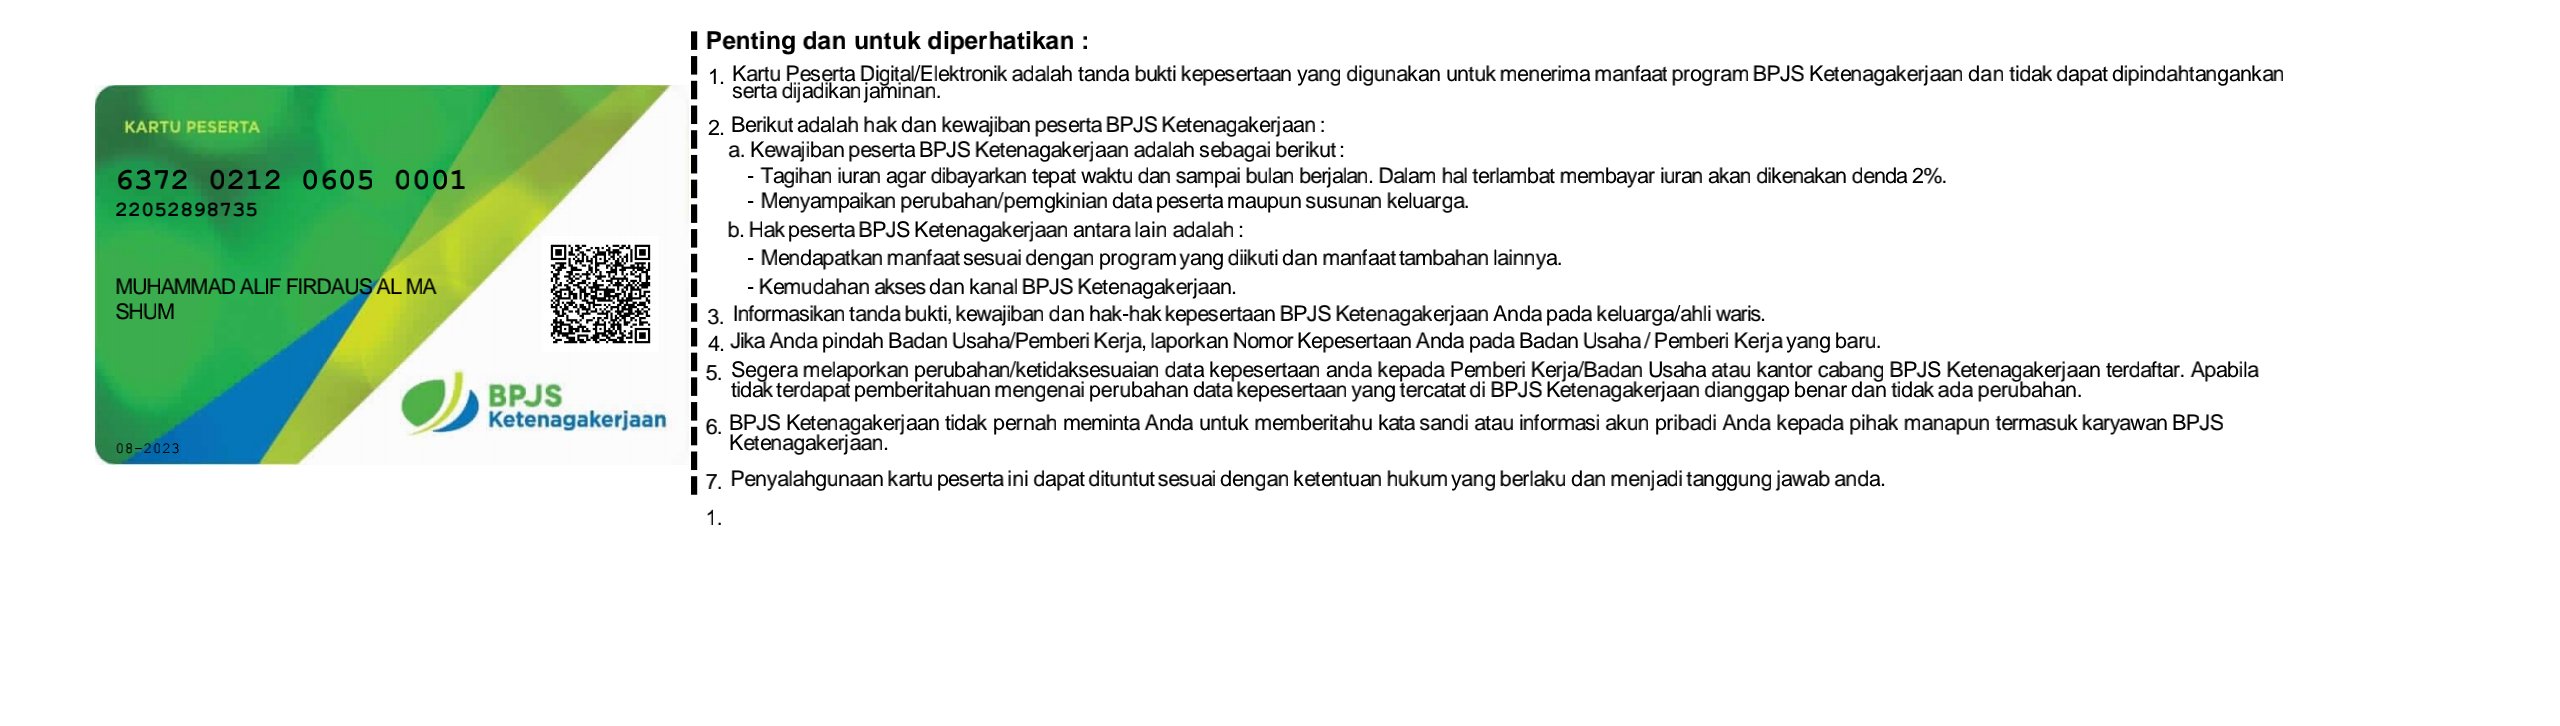 KARTU PESERTA
6372 0212 0605 0001
22052898735
MUHAMMAD ALIF FIRDAUS AL MA
SHUM
BPJS
Ketenagakerjaan
08-2023
Penting dan untuk diperhatikan :
1. Kartu Peserta Digital/Elektronik adalah tanda bukti kepesertaan yang digunakan untuk menerima manfaat program BPJS Ketenagakerjaan dan tidak dapat dipindahtangankan
serta dijadikan jaminan.
2. Berikut adalah hak dan kewajiban peserta BPJS Ketenagakerjaan :
a. Kewajiban peserta BPJS Ketenagakerjaan adalah sebagai berikut :
- Tagihan iuran agar dibayarkan tepat waktu dan sampai bulan berjalan. Dalam hal terlambat membayar iuran akan dikenakan denda 2%.
- Menyampaikan perubahan/pemgkinian data peserta maupun susunan keluarga.
b. Hak peserta BPJS Ketenagakerjaan antara lain adalah :
- Mendapatkan manfaat sesuai dengan program yang diikuti dan manfaat tambahan lainnya.
- Kemudahan akses dan kanal BPJS Ketenagakerjaan.
3. Informasikan tanda bukti, kewajiban dan hak-hak kepesertaan BPJS Ketenagakerjaan Anda pada keluarga/ahli waris.
4. Jika Anda pindah Badan Usaha/Pemberi Kerja, laporkan Nomor Kepesertaan Anda pada Badan Usaha / Pemberi Kerja yang baru.
5. Segera melaporkan perubahan/ketidaksesuaian data kepesertaan anda kepada Pemberi Kerja/Badan Usaha atau kantor cabang BPJS Ketenagakerjaan terdaftar. Apabila
tidak terdapat pemberitahuan mengenai perubahan data kepesertaan yang tercatat di BPJS Ketenagakerjaan dianggap benar dan tidak ada perubahan.
6. BPJS Ketenagakerjaan tidak pernah meminta Anda untuk memberitahu kata sandi atau informasi akun pribadi Anda kepada pihak manapun termasuk karyawan BPJS
Ketenagakerjaan.
7. Penyalahgunaan kartu peserta ini dapat dituntut sesuai dengan ketentuan hukum yang berlaku dan menjadi tanggung jawab anda.
1.